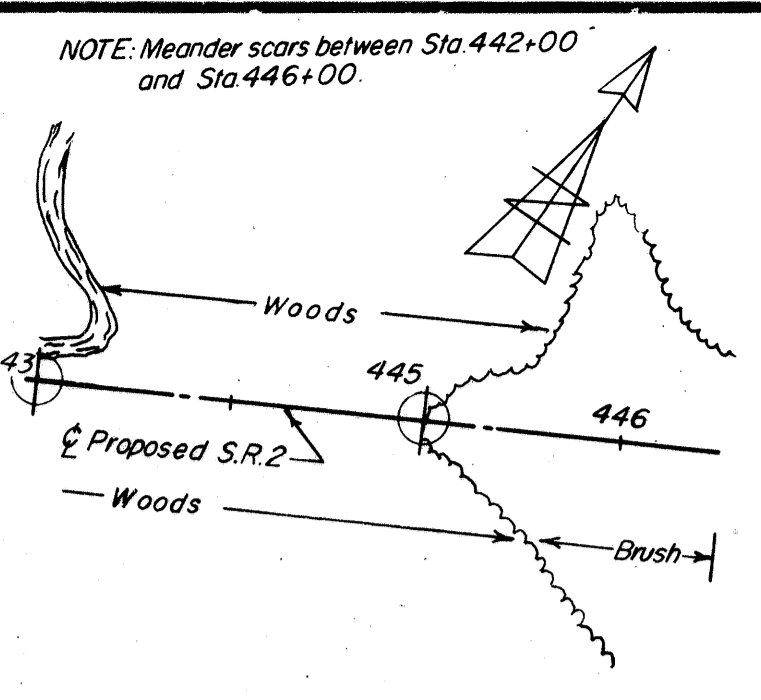 NOTE: Meander scars between Sta.442+00
and Sta.446+00.
Woods
43
445
446
℄ Proposed S.R.2
Woods
Brush